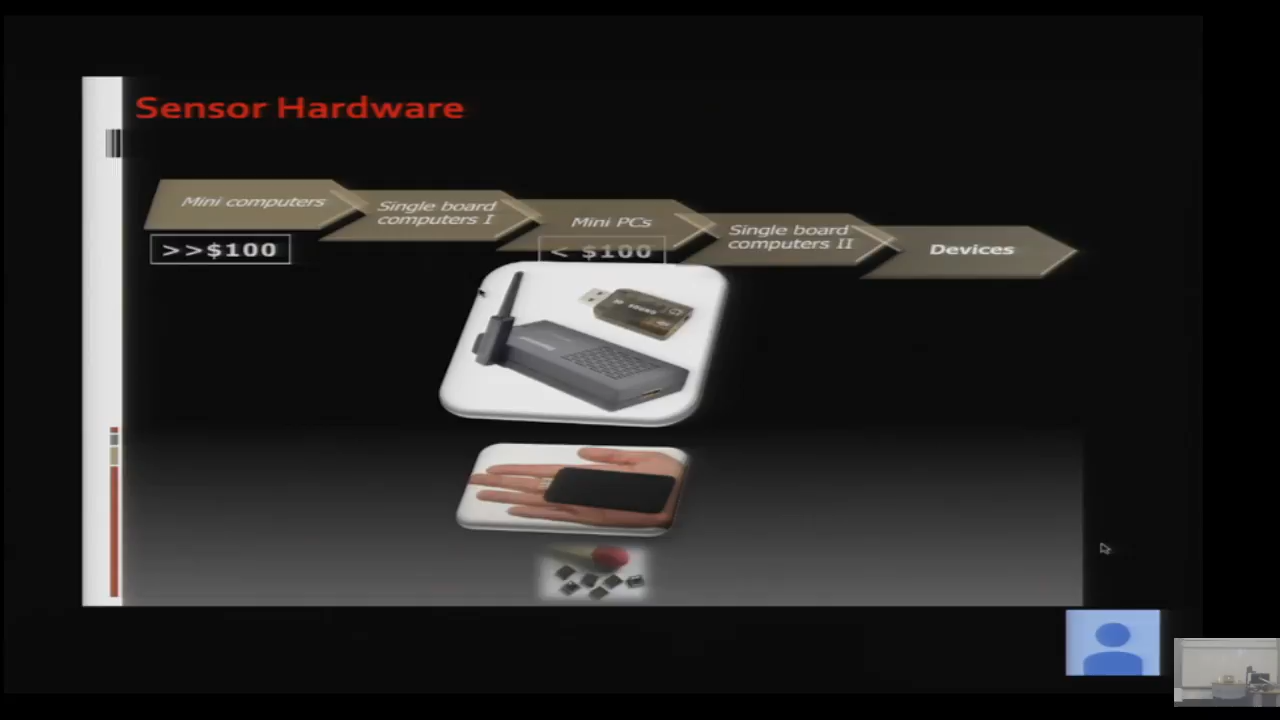 Sensor Hardware
Mini computers
Single board
computers I
Mini PCs
Single board
computers II
Devices
>>$100
< $100